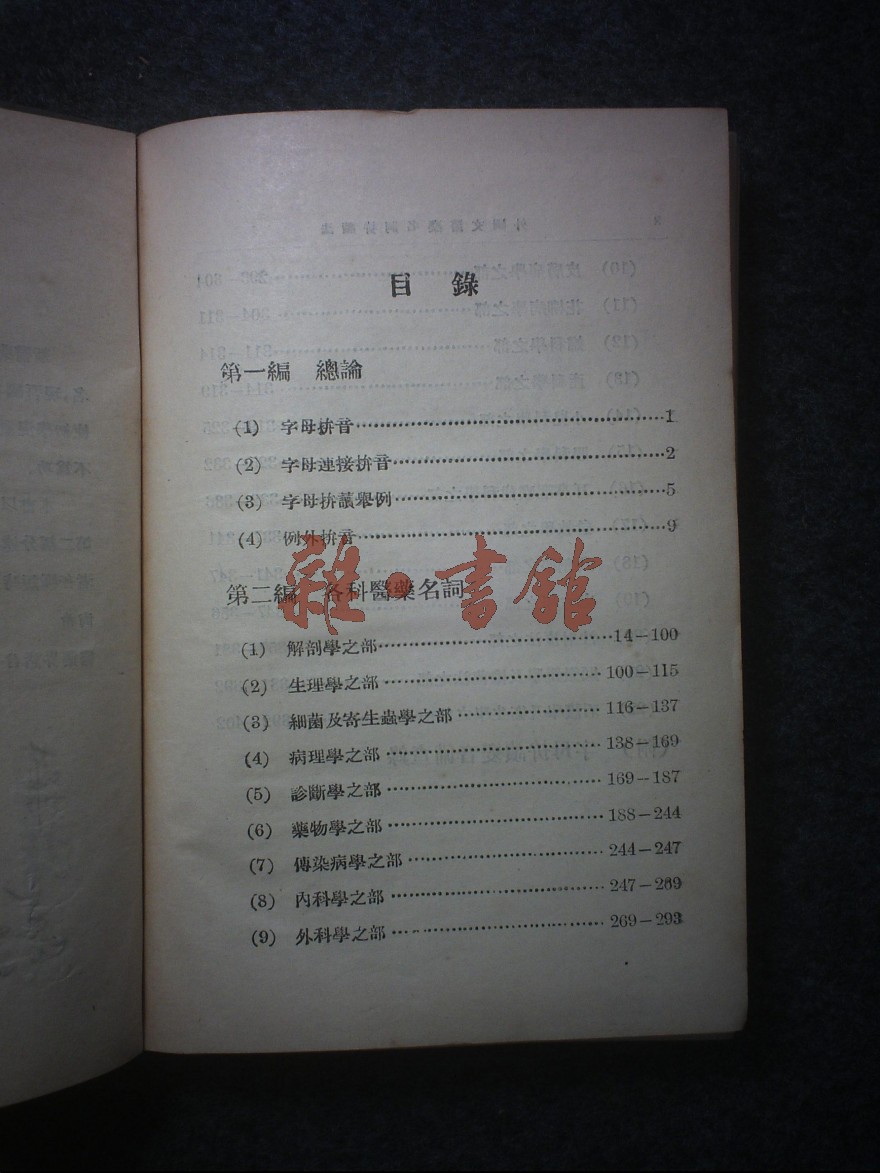 目錄
第一編 總論
(1) 字母拚音……1
(2) 字母連接拚音……2
(3) 字母拚讀舉例……5
(4) 例外拚音……9
第二編 各科醫藥名詞
(1) 解剖學之部……14－100
(2) 生理學之部……100－115
(3) 細菌及寄生蟲學之部……116－137
(4) 病理學之部……138－169
(5) 診斷學之部……169－187
(6) 藥物學之部……188－244
(7) 傳染病學之部……244－247
(8) 內科學之部……247－269
(9) 外科學之部……269－293
雜·書館